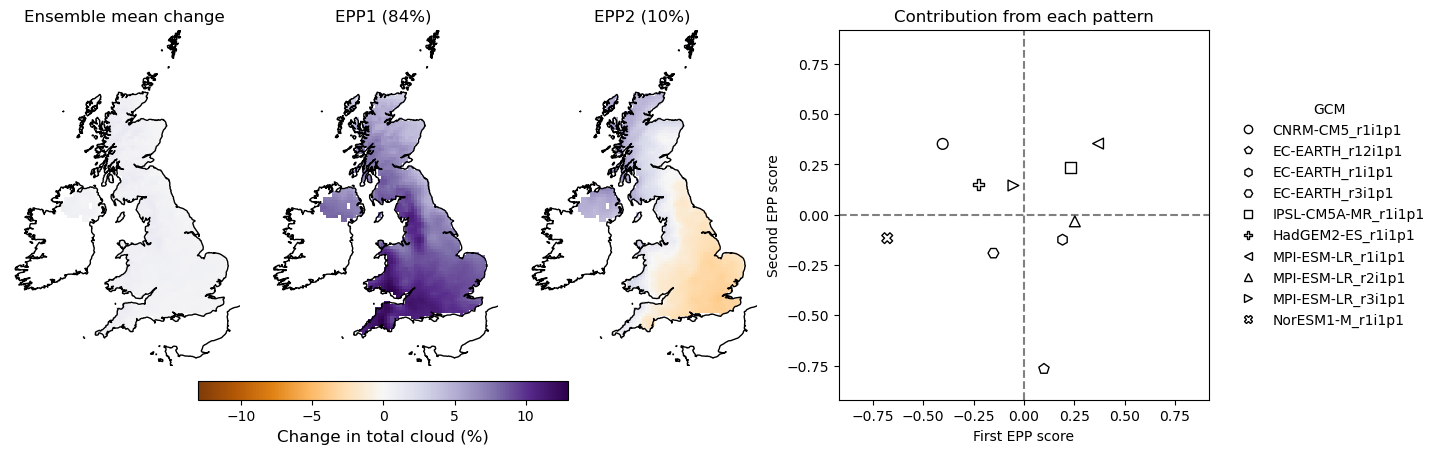 Ensemble mean change
EPP1 (84%)
EPP2 (10%)
Contribution from each pattern
−10
−5
0
5
10
Change in total cloud (%)
Second EPP score
0.75
0.50
0.25
0.00
−0.25
−0.50
−0.75
−0.75
−0.50
−0.25
0.00
0.25
0.50
0.75
First EPP score
GCM
CNRM-CM5_r1i1p1
EC-EARTH_r12i1p1
EC-EARTH_r1i1p1
EC-EARTH_r3i1p1
IPSL-CM5A-MR_r1i1p1
HadGEM2-ES_r1i1p1
MPI-ESM-LR_r1i1p1
MPI-ESM-LR_r2i1p1
MPI-ESM-LR_r3i1p1
NorESM1-M_r1i1p1